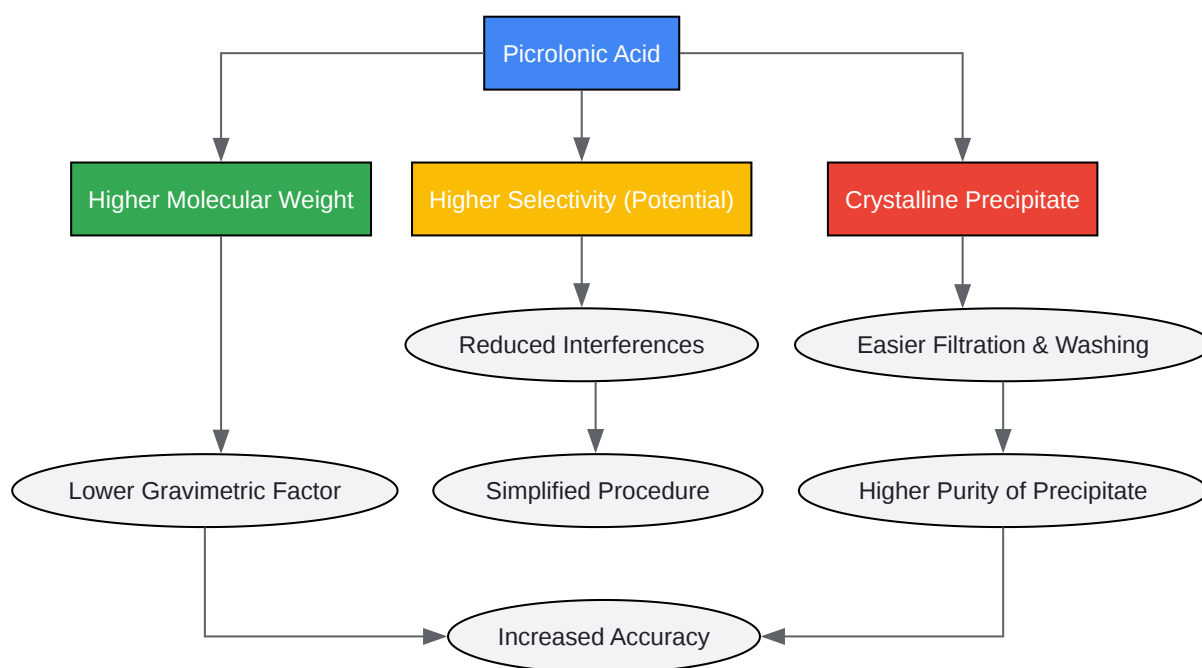 Picrolonic Acid
Higher Molecular Weight
Higher Selectivity (Potential)
Crystalline Precipitate
Reduced Interferences
Easier Filtration & Washing
Lower Gravimetric Factor
Simplified Procedure
Higher Purity of Precipitate
Increased Accuracy